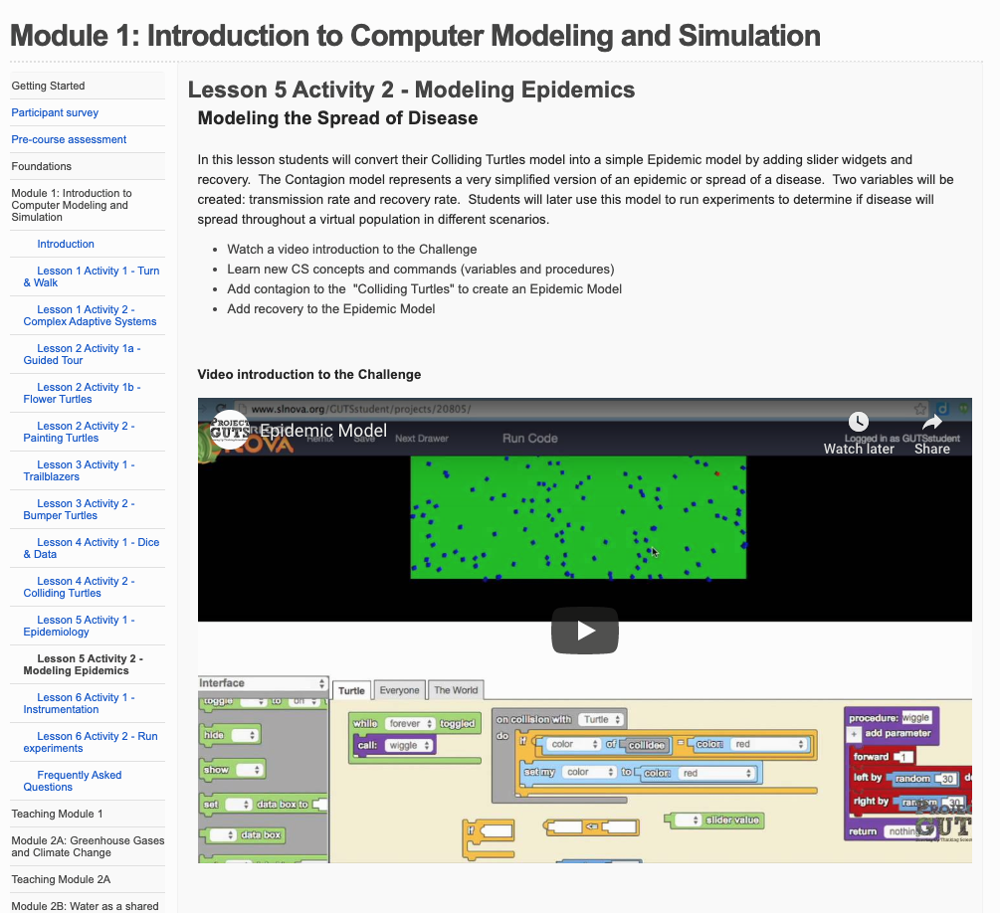 Module 1: Introduction to Computer Modeling and Simulation
Getting Started
Participant survey
Pre-course assessment
Foundations
Module 1: Introduction to
Computer Modeling and
Simulation
Introduction
Lesson 1 Activity 1 - Turn
& Walk
Lesson 1 Activity 2 -
Complex Adaptive Systems
Lesson 2 Activity 1a -
Guided Tour
Lesson 2 Activity 1b -
Flower Turtles
Lesson 2 Activity 2 -
Painting Turtles
Lesson 3 Activity 1 -
Trailblazers
Lesson 3 Activity 2 -
Bumper Turtles
Lesson 4 Activity 1 - Dice
& Data
Lesson 4 Activity 2 -
Colliding Turtles
Lesson 5 Activity 1 -
Epidemiology
Lesson 5 Activity 2 -
Modeling Epidemics
Lesson 6 Activity 1 -
Instrumentation
Lesson 6 Activity 2 - Run
experiments
Frequently Asked
Questions
Teaching Module 1
Module 2A: Greenhouse Gases
and Climate Change
Teaching Module 2A
Module 2B: Water as a shared
Lesson 5 Activity 2 - Modeling Epidemics
Modeling the Spread of Disease
In this lesson students will convert their Colliding Turtles model into a simple Epidemic model by adding slider widgets and
recovery.  The Contagion model represents a very simplified version of an epidemic or spread of a disease.  Two variables will be
created: transmission rate and recovery rate.  Students will later use this model to run experiments to determine if disease will
spread throughout a virtual population in different scenarios.
• Watch a video introduction to the Challenge
• Learn new CS concepts and commands (variables and procedures)
• Add contagion to the  "Colliding Turtles" to create an Epidemic Model
• Add recovery to the Epidemic Model
Video introduction to the Challenge
www.slnova.org/GUTSstudent/projects/20805/
PROJECT GUTS
Epidemic Model
Remix Save Next Drawer Run Code Logged in as GUTSstudent
NOVA
Watch later Share
Interface
Turtle Everyone The World
toggle to on
hide
show
set data box to
data box
while forever toggled
call: wiggle
on collision with Turtle
do if color of collidee = color: red
set my color to color: red
if
<=
slider value
procedure: wiggle
+ add parameter
forward 1
left by random 30 de
right by random 30
return nothing
PROJECT
GUTS